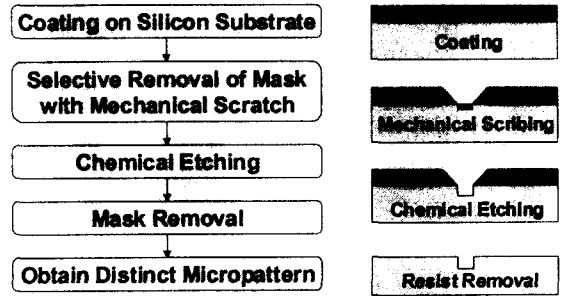 Coating on Silicon Substrate
Selective Removal of Mask
with Mechanical Scratch
Chemical Etching
Mask Removal
Obtain Distinct Micropattern
Coating
Mechanical Scribing
Chemical Etching
Resist Removal